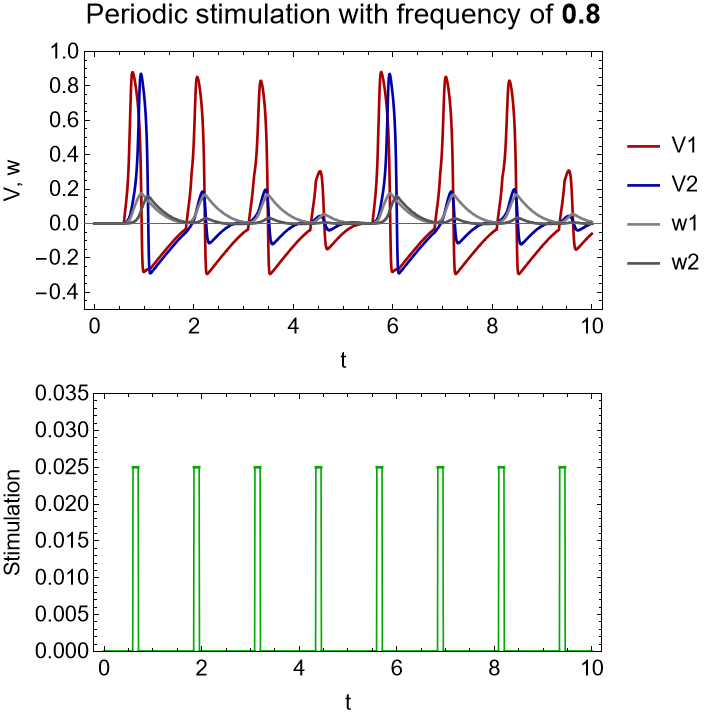 Periodic stimulation with frequency of 0.8
1.0
0.8
0.6
0.4
0.2
0.0
−0.2
−0.4
V, w
0 2 4 6 8 10
t
V1
V2
w1
w2
0.035
0.030
0.025
0.020
0.015
0.010
0.005
0.000
Stimulation
0 2 4 6 8 10
t